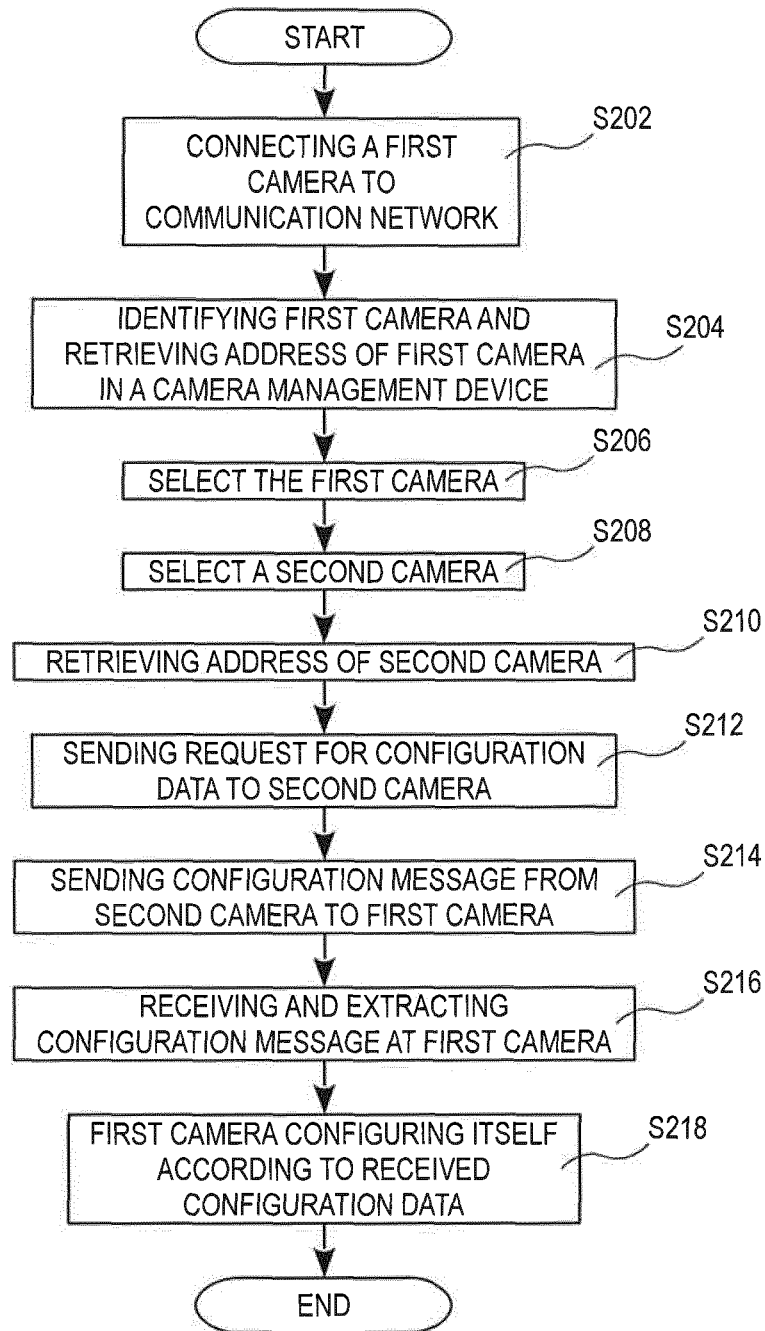 START
S202
CONNECTING A FIRST
CAMERA TO
COMMUNICATION NETWORK
S204
IDENTIFYING FIRST CAMERA AND
RETRIEVING ADDRESS OF FIRST CAMERA
IN A CAMERA MANAGEMENT DEVICE
S206
SELECT THE FIRST CAMERA
S208
SELECT A SECOND CAMERA
S210
RETRIEVING ADDRESS OF SECOND CAMERA
S212
SENDING REQUEST FOR CONFIGURATION
DATA TO SECOND CAMERA
S214
SENDING CONFIGURATION MESSAGE FROM
SECOND CAMERA TO FIRST CAMERA
S216
RECEIVING AND EXTRACTING
CONFIGURATION MESSAGE AT FIRST CAMERA
S218
FIRST CAMERA CONFIGURING ITSELF
ACCORDING TO RECEIVED
CONFIGURATION DATA
END